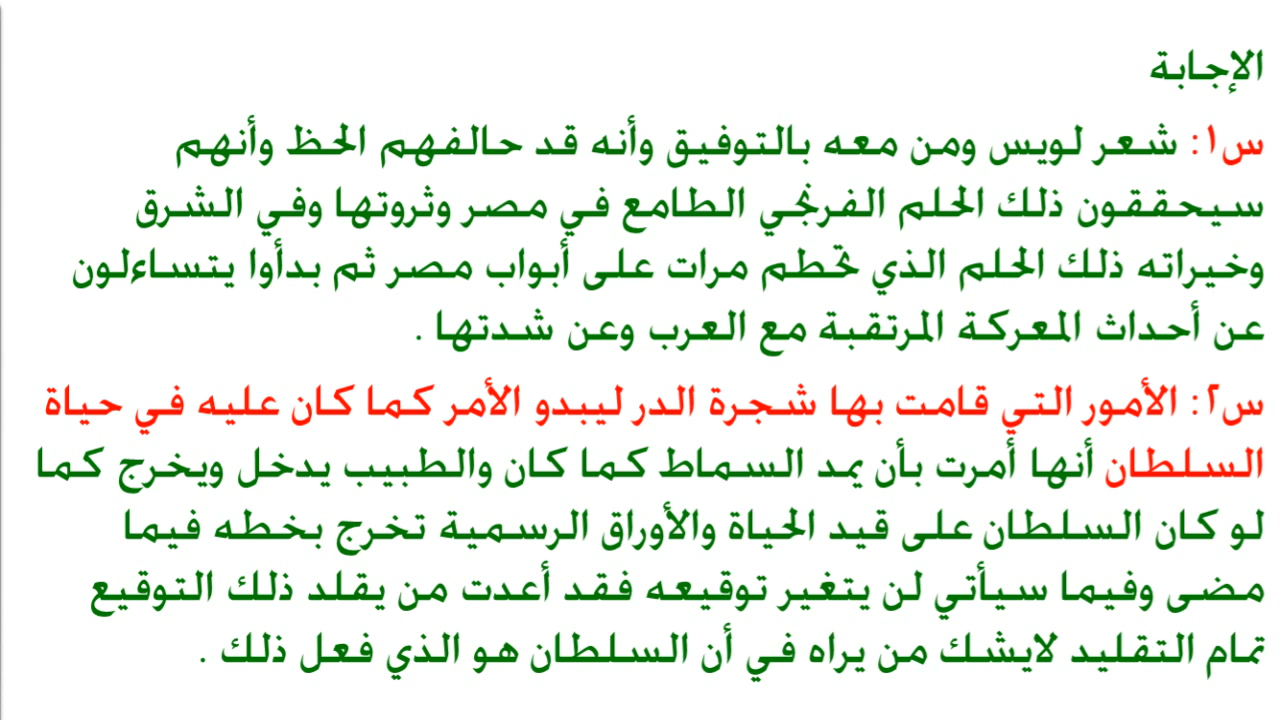 الإجابة
س١: شعر لويس ومن معه بالتوفيق وأنه قد حالفهم الحظ وأنهم
سيحققون ذلك الحلم الفرنجي الطامع في مصر وثروتها وفي الشرق
وخيراته ذلك الحلم الذي تحطم مرات على أبواب مصر ثم بدأوا يتساءلون
عن أحداث المعركة المرتقبة مع العرب وعن شدتها .
س٢: الأمور التي قامت بها شجرة الدر ليبدو الأمر كما كان عليه في حياة
السلطان أنها أمرت بأن يمد السماط كما كان والطبيب يدخل ويخرج كما
لو كان السلطان على قيد الحياة والأوراق الرسمية تخرج بخطه فيما
مضى وفيما سيأتي لن يتغير توقيعه فقد أعدت من يقلد ذلك التوقيع
تمام التقليد لايشك من يراه في أن السلطان هو الذي فعل ذلك .